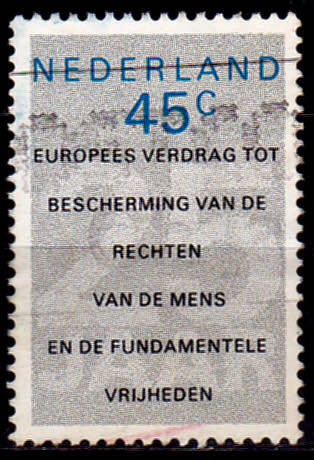 NEDERLAND
45C
EUROPEES VERDRAG TOT
BESCHERMING VAN DE
RECHTEN
VAN DE MENS
EN DE FUNDAMENTELE
VRIJHEDEN